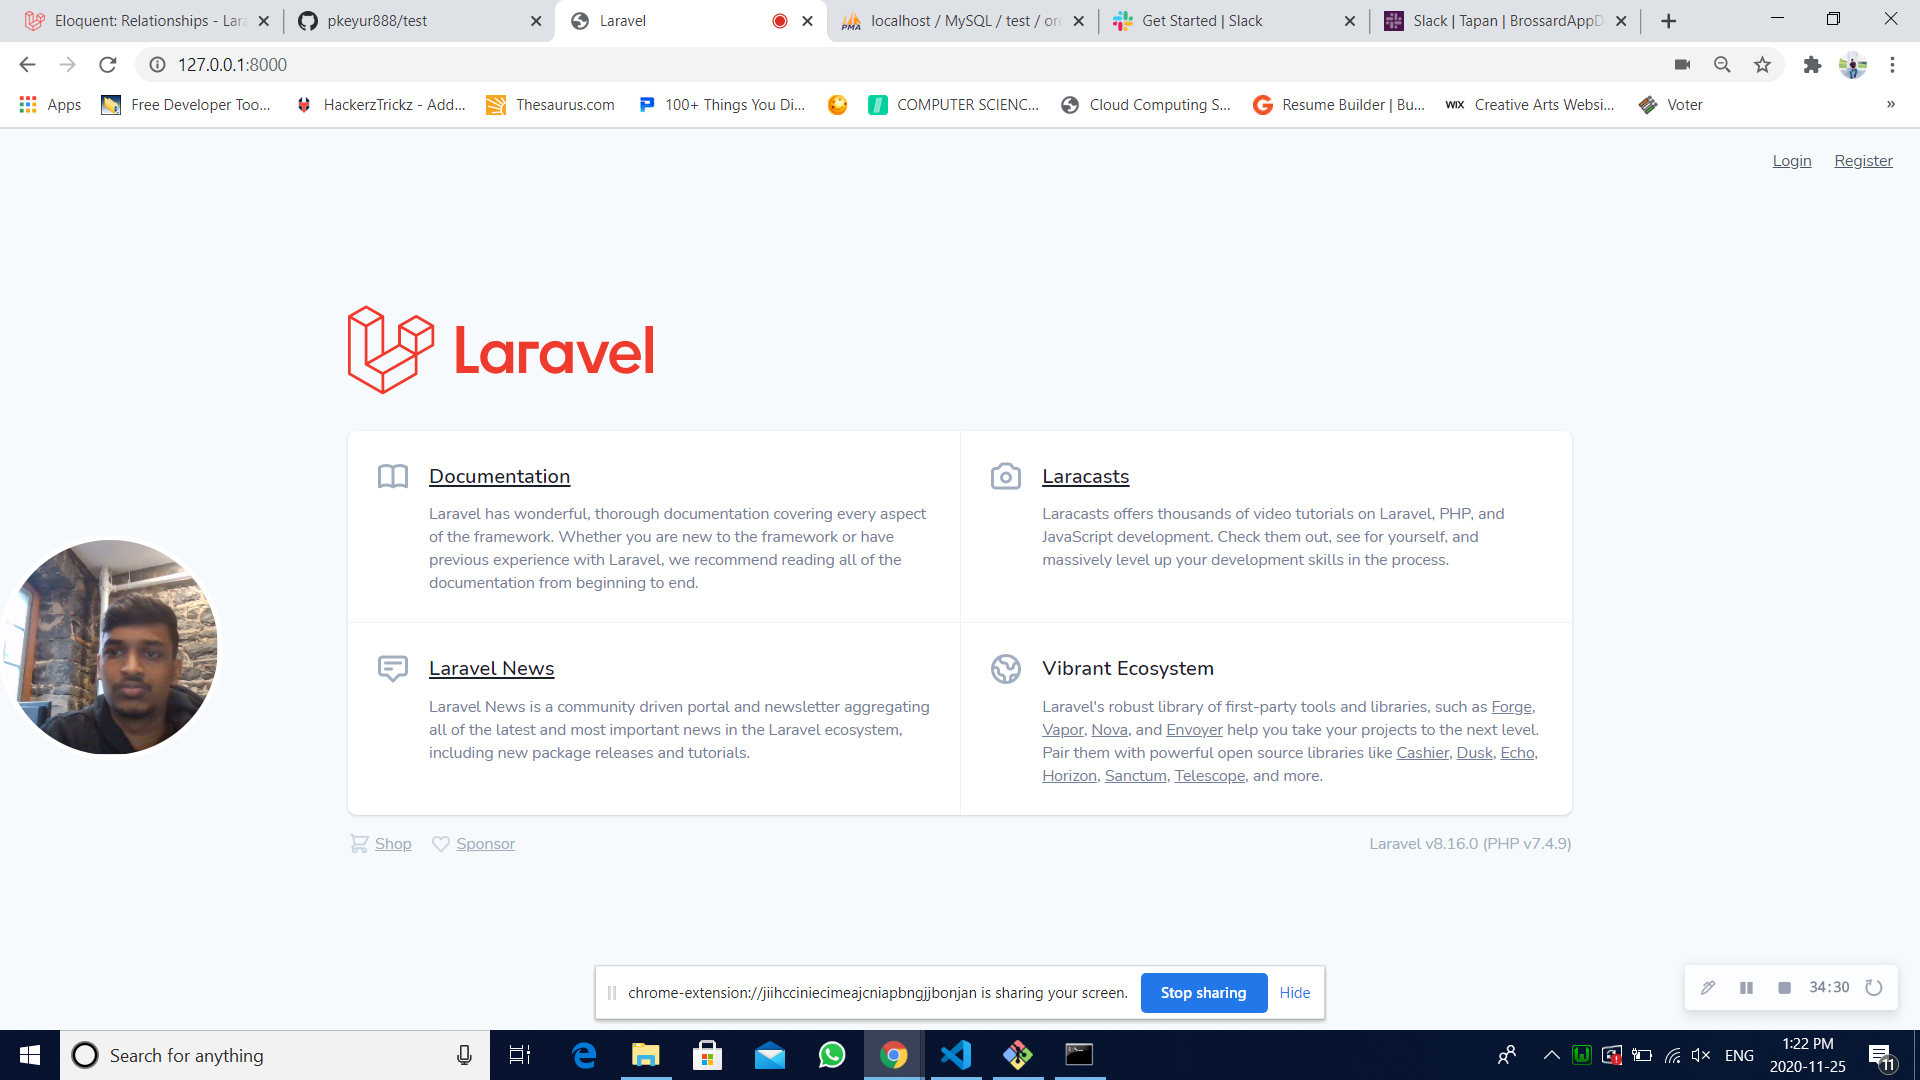 Eloquent: Relationships - Lara
pkeyur888/test
Laravel
localhost / MySQL / test / or
Get Started | Slack
Slack | Tapan | BrossardAppD
127.0.0.1:8000
Apps
Free Developer Too...
HackerzTrickz - Add...
Thesaurus.com
100+ Things You Di...
COMPUTER SCIENC...
Cloud Computing S...
Resume Builder | Bu...
WIX
Creative Arts Websi...
Voter
»
Login
Register
Laravel
Documentation
Laravel has wonderful, thorough documentation covering every aspect
of the framework. Whether you are new to the framework or have
previous experience with Laravel, we recommend reading all of the
documentation from beginning to end.
Laracasts
Laracasts offers thousands of video tutorials on Laravel, PHP, and
JavaScript development. Check them out, see for yourself, and
massively level up your development skills in the process.
Laravel News
Laravel News is a community driven portal and newsletter aggregating
all of the latest and most important news in the Laravel ecosystem,
including new package releases and tutorials.
Vibrant Ecosystem
Laravel's robust library of first-party tools and libraries, such as Forge,
Vapor, Nova, and Envoyer help you take your projects to the next level.
Pair them with powerful open source libraries like Cashier, Dusk, Echo,
Horizon, Sanctum, Telescope, and more.
Shop
Sponsor
Laravel v8.16.0 (PHP v7.4.9)
chrome-extension://jiihcciniecimeajcniapbngjjbonjan is sharing your screen.
Stop sharing
Hide
34:30
Search for anything
ENG
1:22 PM
2020-11-25
11